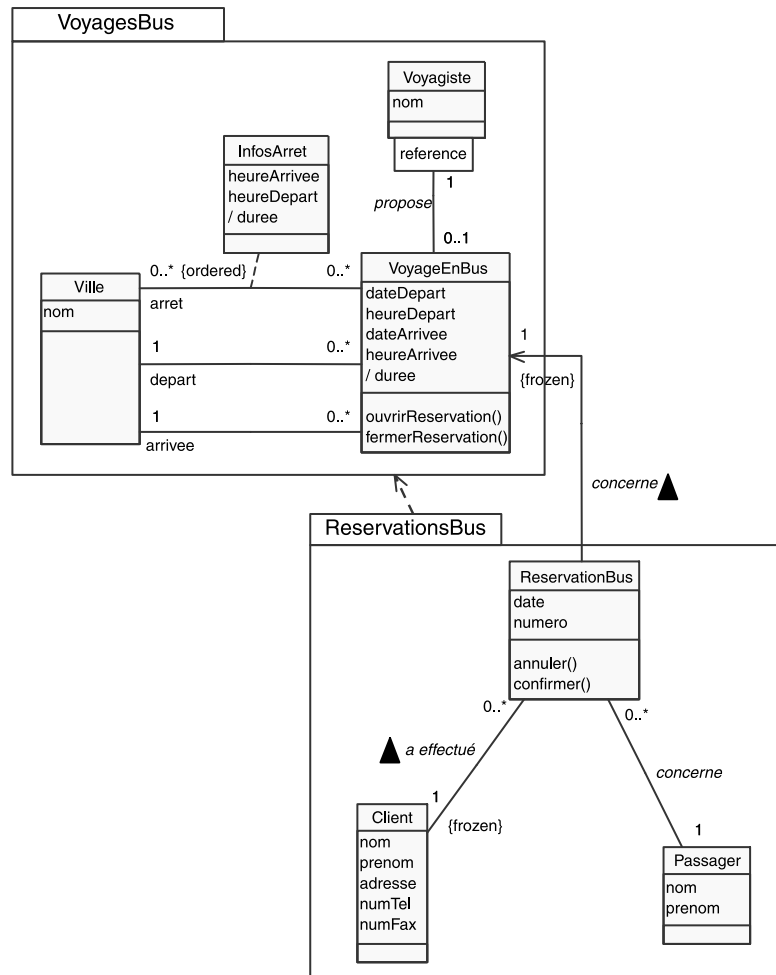 VoyagesBus
Voyagiste
nom
reference
1
propose
0..1
InfosArret
heureArrivee
heureDepart
/ duree
0..* {ordered} 0..*
arret
Ville
nom
1 0..*
depart
1 0..*
arrivee
VoyageEnBus
dateDepart
heureDepart
dateArrivee
heureArrivee
/ duree
ouvrirReservation()
fermerReservation()
1
{frozen}
concerne
ReservationsBus
ReservationBus
date
numero
annuler()
confirmer()
0..* 0..*
a effectué
concerne
1
{frozen}
1
Client
nom
prenom
adresse
numTel
numFax
Passager
nom
prenom